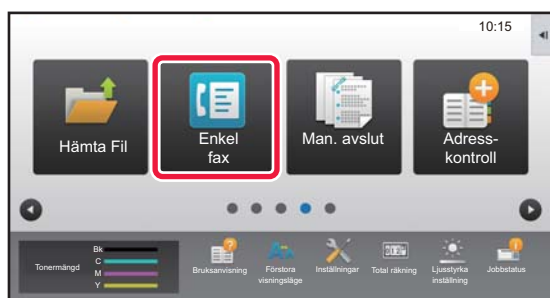 10:15
Hämta Fil
Enkel
fax
Man. avslut
Adress-
kontroll
Tonermängd
Bk
C
M
Y
Bruksanvisning
Förstora
visningsläge
Inställningar
Total räkning
Ljusstyrka
inställning
Jobbstatus